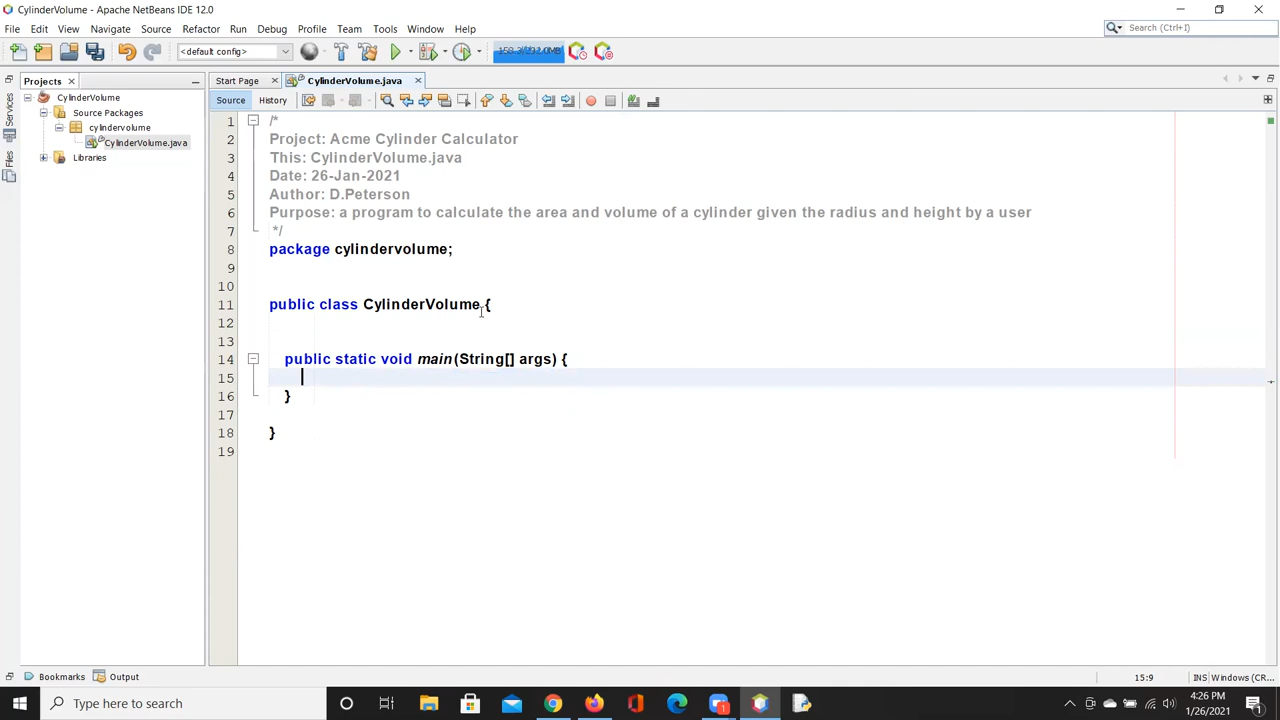 CylinderVolume - Apache NetBeans IDE 12.0
File Edit View Navigate Source Refactor Run Debug Profile Team Tools Window Help
Search (Ctrl+I)
<default config>
Projects
Start Page
CylinderVolume.java
Source
History
Services
Files
CylinderVolume
Source Packages
cylindervolume
CylinderVolume.java
Libraries
1 /*
2 Project: Acme Cylinder Calculator
3 This: CylinderVolume.java
4 Date: 26-Jan-2021
5 Author: D.Peterson
6 Purpose: a program to calculate the area and volume of a cylinder given the radius and height by a user
7 */
8 package cylindervolume;
9
10
11 public class CylinderVolume {
12
13
14 public static void main(String[] args) {
15
16 }
17
18 }
19
Bookmarks Output
15:9
INS Windows (CR...
Type here to search
1
4:26 PM
1/26/2021